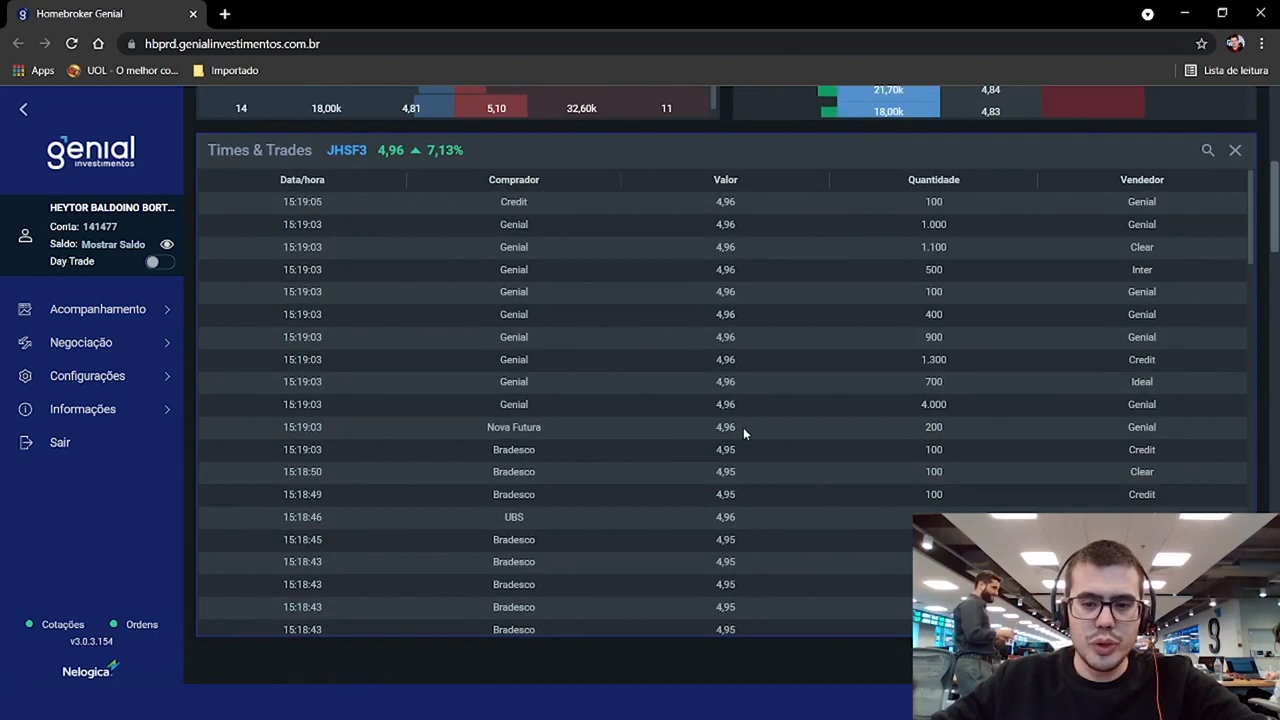 Homebroker Genial
hbprd.genialinvestimentos.com.br
Apps UOL - O melhor co... Importado Lista de leitura
14 18,00k 4,81 5,10 32,60k 11
21,70k 4,84
18,00k 4,83
genial
investimentos
HEYTOR BALDOINO BORT...
Conta: 141477
Saldo: Mostrar Saldo
Day Trade
Acompanhamento
Negociação
Configurações
Informações
Sair
Cotações Ordens
v3.0.3.154
Nelogica
Times & Trades JHSF3 4,96 7,13%
Data/hora Comprador Valor Quantidade Vendedor
15:19:05 Credit 4,96 100 Genial
15:19:03 Genial 4,96 1.000 Genial
15:19:03 Genial 4,96 1.100 Clear
15:19:03 Genial 4,96 500 Inter
15:19:03 Genial 4,96 100 Genial
15:19:03 Genial 4,96 400 Genial
15:19:03 Genial 4,96 900 Genial
15:19:03 Genial 4,96 1.300 Credit
15:19:03 Genial 4,96 700 Ideal
15:19:03 Genial 4,96 4.000 Genial
15:19:03 Nova Futura 4,96 200 Genial
15:19:03 Bradesco 4,95 100 Credit
15:18:50 Bradesco 4,95 100 Clear
15:18:49 Bradesco 4,95 100 Credit
15:18:46 UBS 4,96
15:18:45 Bradesco 4,95
15:18:43 Bradesco 4,95
15:18:43 Bradesco 4,95
15:18:43 Bradesco 4,95
15:18:43 Bradesco 4,95